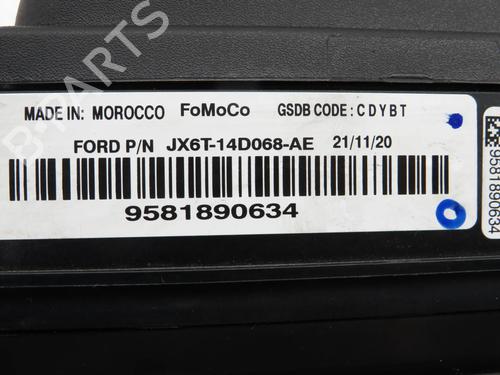 MADE IN: MOROCCO FoMoCo GSDB CODE: CDYBT
FORD P/N JX6T-14D068-AE 21/11/20
9581890634
9581890634
B-PARTS